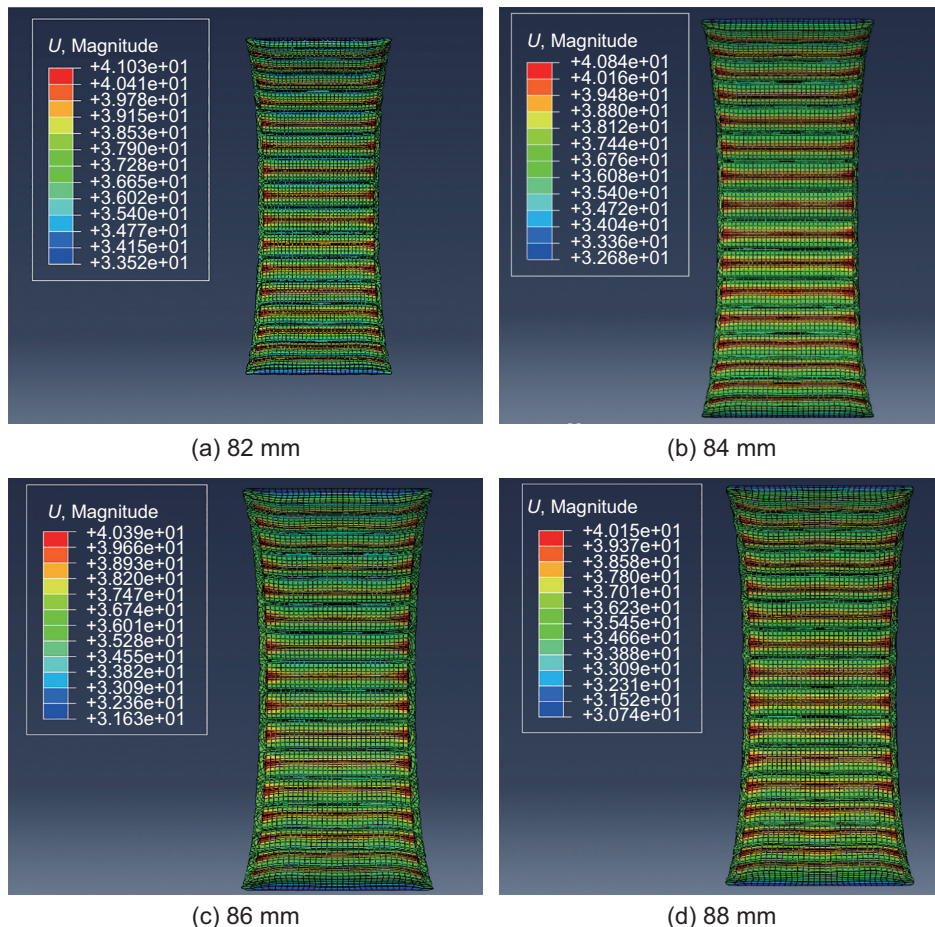 U, Magnitude
+4.103e+01
+4.041e+01
+3.978e+01
+3.915e+01
+3.853e+01
+3.790e+01
+3.728e+01
+3.665e+01
+3.602e+01
+3.540e+01
+3.477e+01
+3.415e+01
+3.352e+01
(a) 82 mm
U, Magnitude
+4.084e+01
+4.016e+01
+3.948e+01
+3.880e+01
+3.812e+01
+3.744e+01
+3.676e+01
+3.608e+01
+3.540e+01
+3.472e+01
+3.404e+01
+3.336e+01
+3.268e+01
(b) 84 mm
U, Magnitude
+4.039e+01
+3.966e+01
+3.893e+01
+3.820e+01
+3.747e+01
+3.674e+01
+3.601e+01
+3.528e+01
+3.455e+01
+3.382e+01
+3.309e+01
+3.236e+01
+3.163e+01
(c) 86 mm
U, Magnitude
+4.015e+01
+3.937e+01
+3.858e+01
+3.780e+01
+3.701e+01
+3.623e+01
+3.545e+01
+3.466e+01
+3.388e+01
+3.309e+01
+3.231e+01
+3.152e+01
+3.074e+01
(d) 88 mm